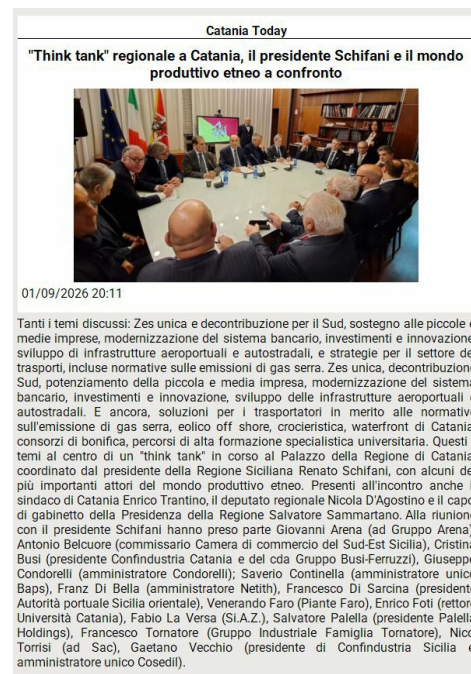 Catania Today
"Think tank" regionale a Catania, il presidente Schifani e il mondo
produttivo etneo a confronto
01/09/2026 20:11
Tanti i temi discussi: Zes unica e decontribuzione per il Sud, sostegno alle piccole e
medie imprese, modernizzazione del sistema bancario, investimenti e innovazione,
sviluppo di infrastrutture aeroportuali e autostradali, e strategie per il settore dei
trasporti, incluse normative sulle emissioni di gas serra. Zes unica, decontribuzione
Sud, potenziamento della piccola e media impresa, modernizzazione del sistema
bancario, investimenti e innovazione, sviluppo delle infrastrutture aeroportuali e
autostradali. E ancora, soluzioni per i trasportatori in merito alle normative
sull'emissione di gas serra, eolico off shore, crocieristica, waterfront di Catania,
consorzi di bonifica, percorsi di alta formazione specialistica universitaria. Questi i
temi al centro di un "think tank" in corso al Palazzo della Regione di Catania,
coordinato dal presidente della Regione Siciliana Renato Schifani, con alcuni dei
più importanti attori del mondo produttivo etneo. Presenti all'incontro anche il
sindaco di Catania Enrico Trantino, il deputato regionale Nicola D'Agostino e il capo
di gabinetto della Presidenza della Regione Salvatore Sammartano. Alla riunione
con il presidente Schifani hanno preso parte Giovanni Arena (ad Gruppo Arena),
Antonio Belcuore (commissario Camera di commercio del Sud-Est Sicilia), Cristina
Busi (presidente Confindustria Catania e del cda Gruppo Busi-Ferruzzi), Giuseppe
Condorelli (amministratore Condorelli); Saverio Continella (amministratore unico
Baps), Franz Di Bella (amministratore Netith), Francesco Di Sarcina (presidente
Autorità portuale Sicilia orientale), Venerando Faro (Piante Faro), Enrico Foti (rettore
Università Catania), Fabio La Versa (Si.A.Z.), Salvatore Palella (presidente Palella
Holdings), Francesco Tornatore (Gruppo Industriale Famiglia Tornatore), Nico
Torrisi (ad Sac), Gaetano Vecchio (presidente di Confindustria Sicilia e
amministratore unico Cosedil).